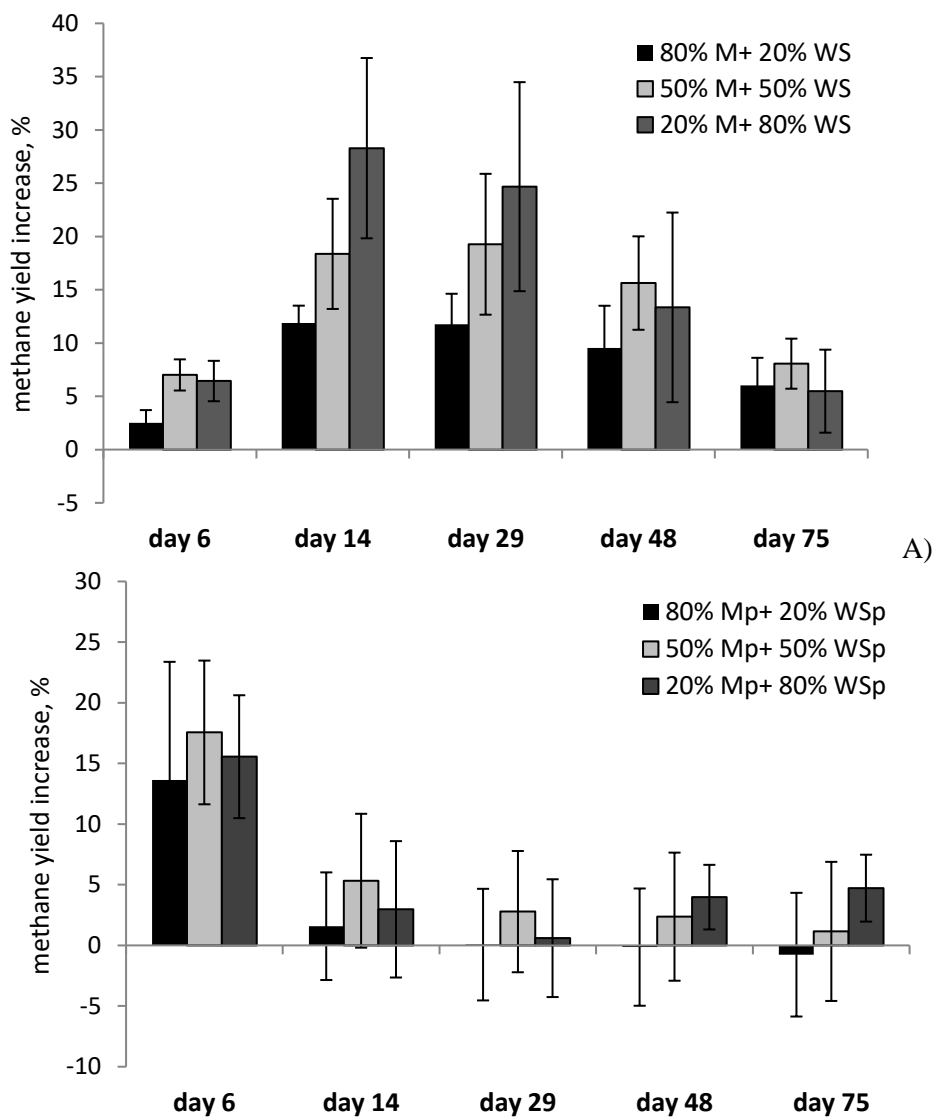 40
35
30
25
20
15
10
5
0
-5
methane yield increase, %
80% M+ 20% WS
50% M+ 50% WS
20% M+ 80% WS
day 6 day 14 day 29 day 48 day 75
A)
30
25
20
15
10
5
0
-5
-10
methane yield increase, %
80% Mp+ 20% WSp
50% Mp+ 50% WSp
20% Mp+ 80% WSp
day 6 day 14 day 29 day 48 day 75